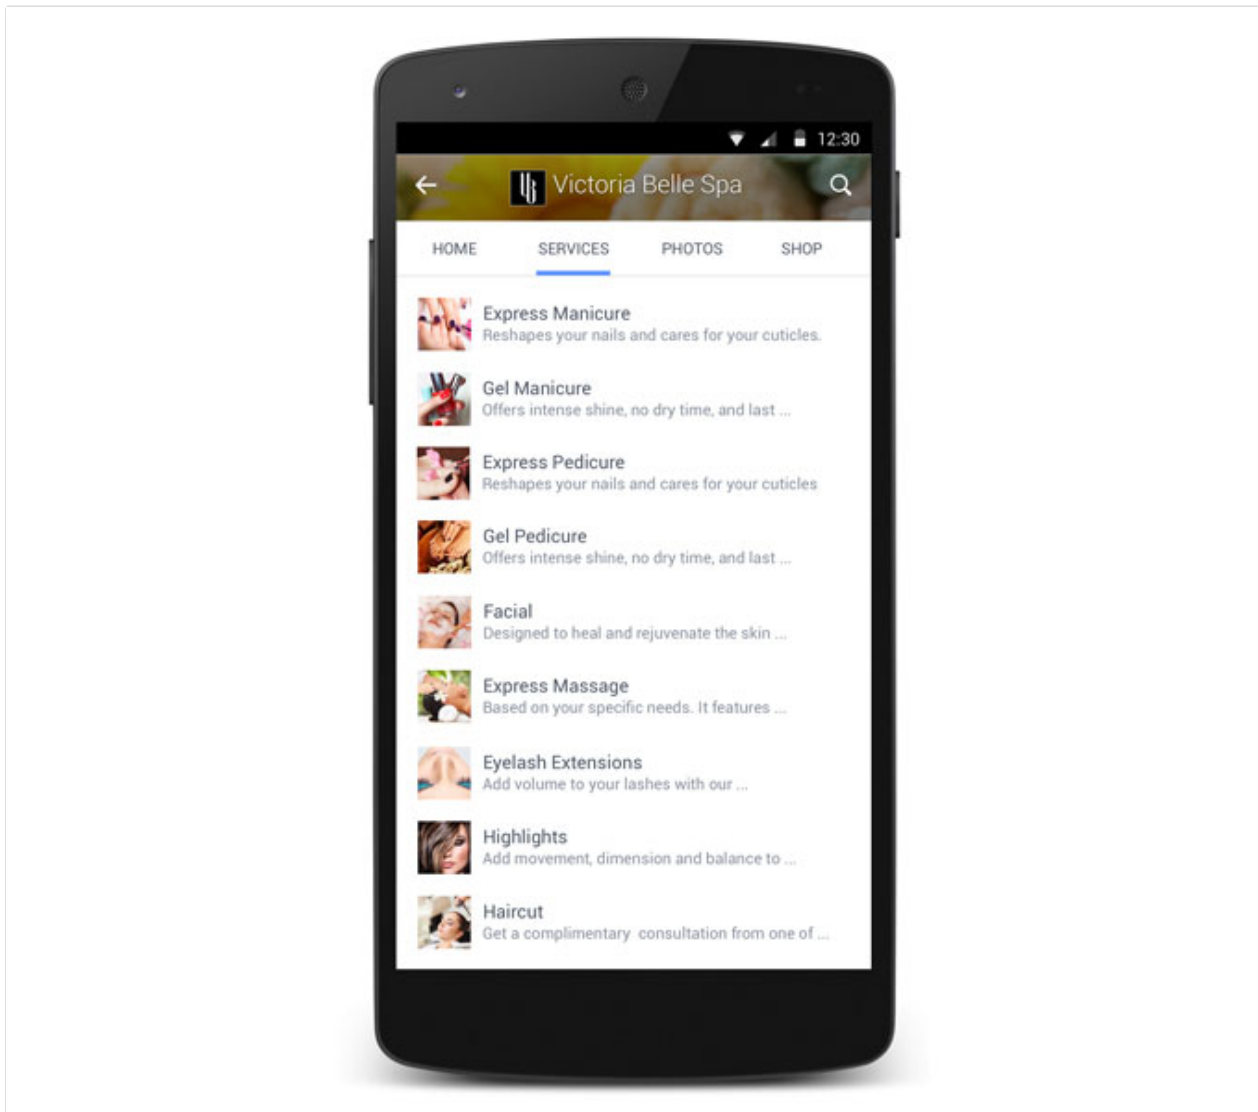 12:30
VB Victoria Belle Spa
HOME SERVICES PHOTOS SHOP
Express Manicure
Reshapes your nails and cares for your cuticles.
Gel Manicure
Offers intense shine, no dry time, and last ...
Express Pedicure
Reshapes your nails and cares for your cuticles
Gel Pedicure
Offers intense shine, no dry time, and last ...
Facial
Designed to heal and rejuvenate the skin ...
Express Massage
Based on your specific needs. It features ...
Eyelash Extensions
Add volume to your lashes with our ...
Highlights
Add movement, dimension and balance to ...
Haircut
Get a complimentary consultation from one of ...